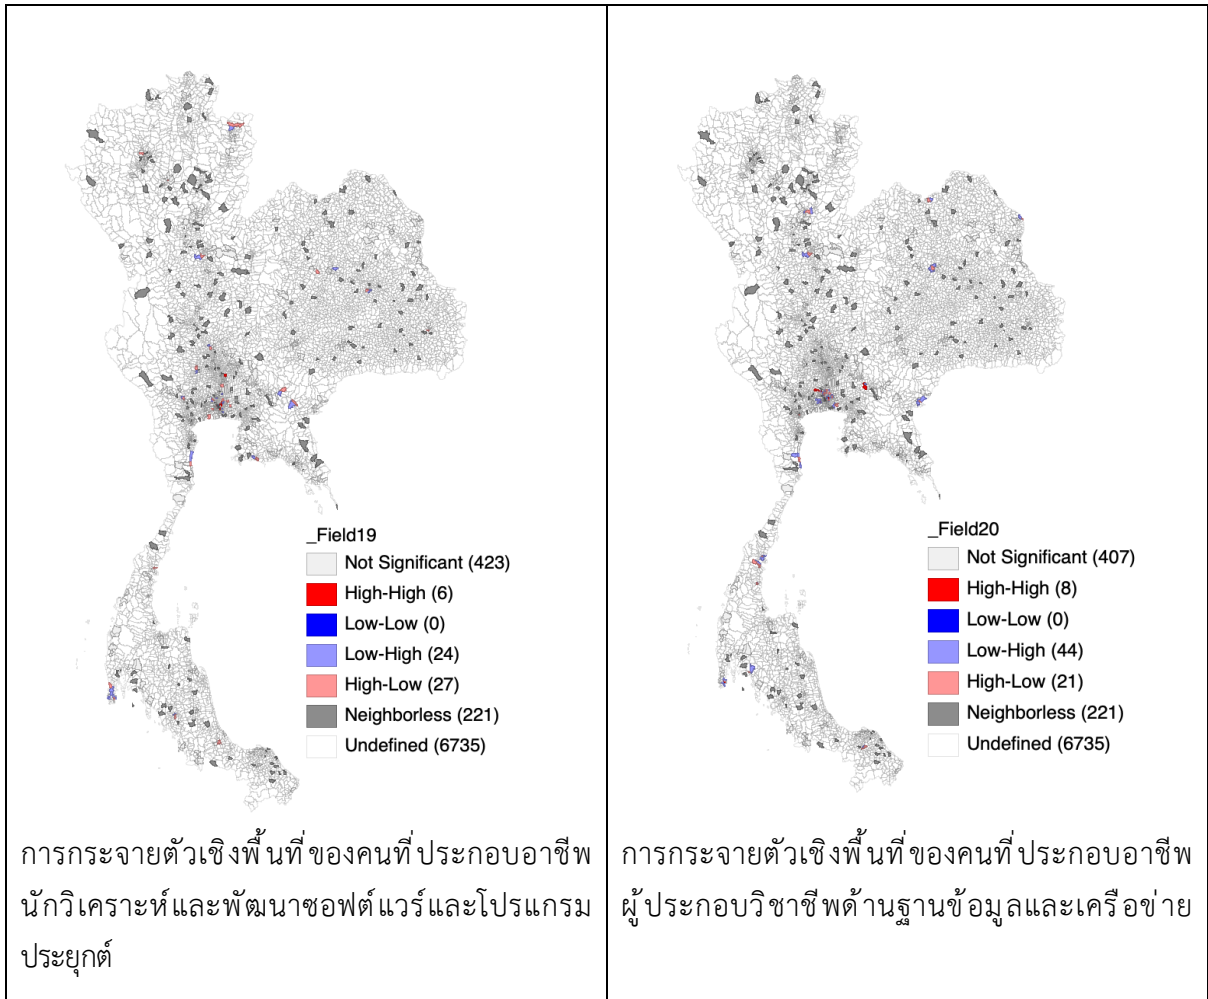 _Field19
Not Significant (423)
High-High (6)
Low-Low (0)
Low-High (24)
High-Low (27)
Neighborless (221)
Undefined (6735)
การกระจายตัวเชิงพื้นที่ของคนที่ประกอบอาชีพ
นักวิเคราะห์และพัฒนาซอฟต์แวร์และโปรแกรม
ประยุกต์
_Field20
Not Significant (407)
High-High (8)
Low-Low (0)
Low-High (44)
High-Low (21)
Neighborless (221)
Undefined (6735)
การกระจายตัวเชิงพื้นที่ของคนที่ประกอบอาชีพ
ผู้ประกอบวิชาชีพด้านฐานข้อมูลและเครือข่าย